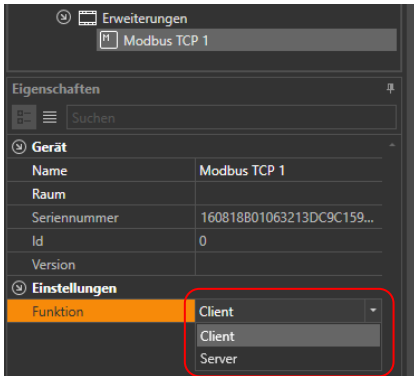 Erweiterungen
M Modbus TCP 1
Eigenschaften
Suchen
Gerät
Name Modbus TCP 1
Raum
Seriennummer 160818B01063213DC9C159...
Id 0
Version
Einstellungen
Funktion Client
Client
Server